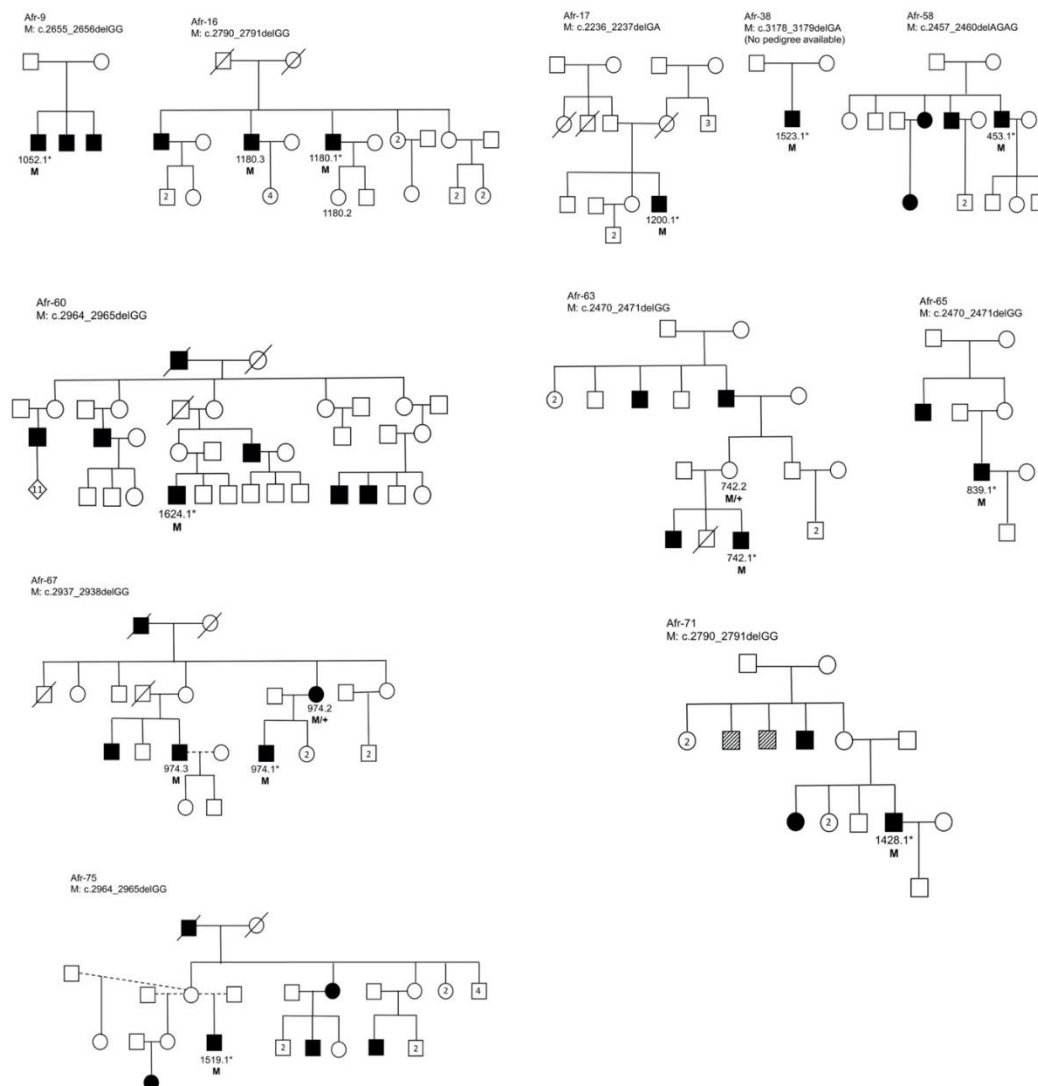 Afr-9
M: c.2655_2656delGG
1052.1*
M
Afr-16
M: c.2790_2791delGG
2
1180.3
M
1180.1*
M
2
4
1180.2
2
2
Afr-17
M: c.2236_2237delGA
3
2
1200.1*
M
Afr-38
M: c.3178_3179delGA
(No pedigree available)
1523.1*
M
Afr-58
M: c.2457_2460delAGAG
453.1*
M
2
Afr-60
M: c.2964_2965delGG
11
1624.1*
M
Afr-63
M: c.2470_2471delGG
2
742.2
M/+
2
742.1*
M
Afr-65
M: c.2470_2471delGG
839.1*
M
Afr-67
M: c.2937_2938delGG
974.2
M/+
974.3
M
974.1*
M
2
2
Afr-71
M: c.2790_2791delGG
2
2
1428.1*
M
Afr-75
M: c.2964_2965delGG
2
4
1519.1*
M
2
2